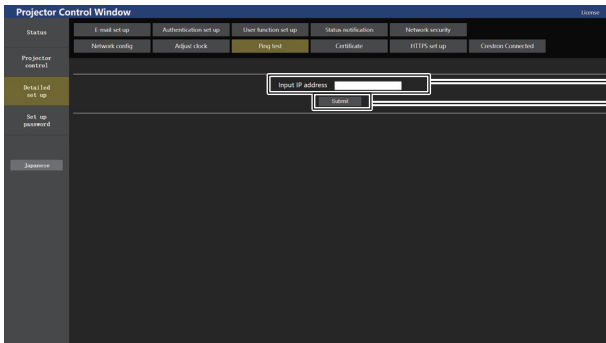 Projector Control Window
License
Status
E-mail set up
Authentication set up
User function set up
Status notification
Network security
Network config
Adjust clock
Ping test
Certificate
HTTPS set up
Crestron Connected
Projector
control
Detailed
set up
Set up
password
Japanese
Input IP address
Submit